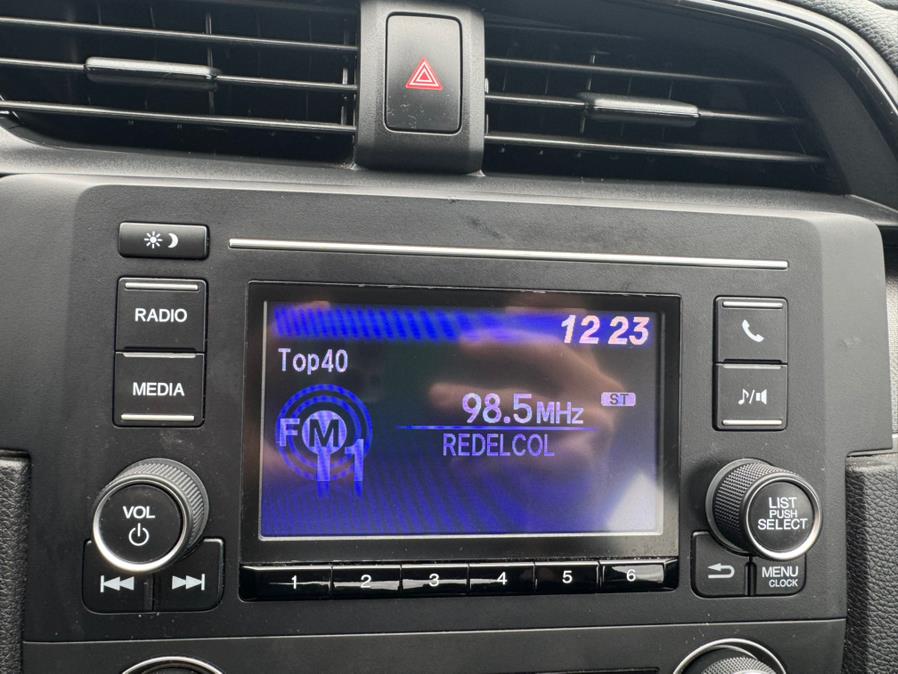 RADIO
MEDIA
VOL
12 23
Top40
FM
11
98.5MHz ST
REDELCOL
1 2 3 4 5 6
LIST
PUSH
SELECT
MENU
CLOCK